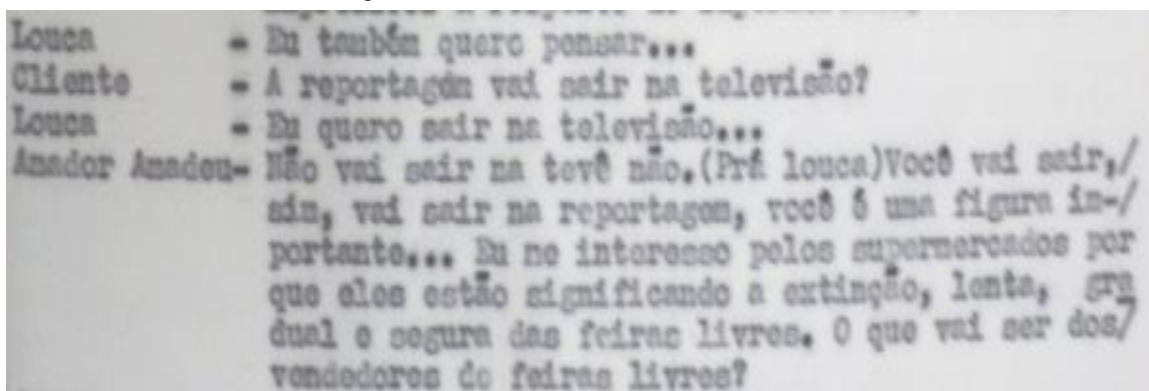 Louca - Eu também quero pensar...
Cliente - A reportagem vai sair na televisão?
Louca - Eu quero sair na televisão...
Amador Amadeu- Não vai sair na tevê não.(Prá louca)Você vai sair,/
sim, vai sair na reportagem, você é uma figura im-/
portante... Eu me interesso pelos supermercados por
que eles estão significando a extinção, lenta, gra
dual e segura das feiras livres. O que vai ser dos/
vendedores de feiras livres?